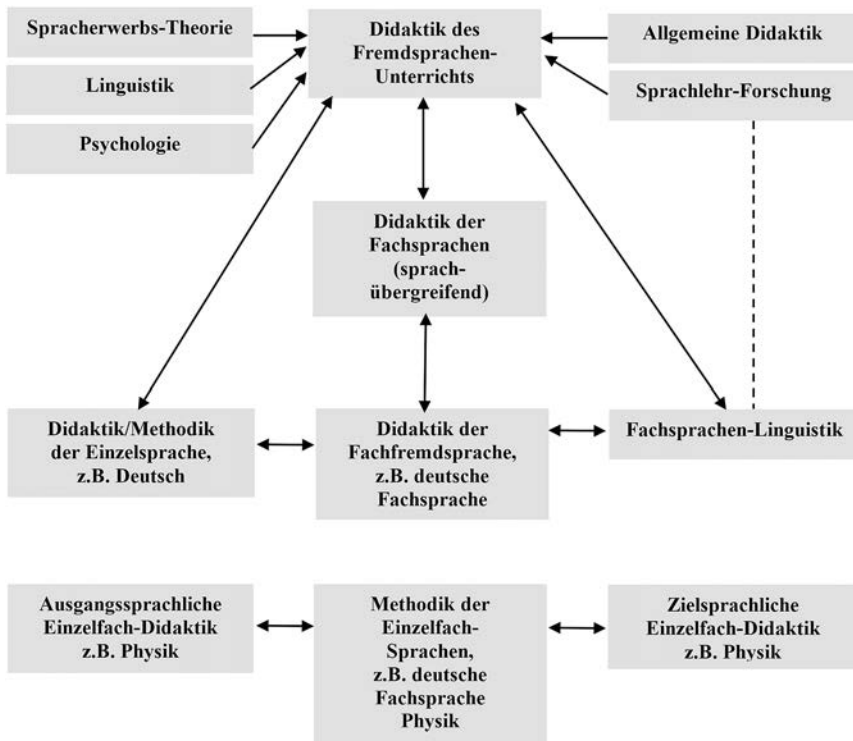 Spracherwerbs-Theorie
Linguistik
Psychologie
Didaktik des
Fremdsprachen-
Unterrichts
Allgemeine Didaktik
Sprachlehr-Forschung
Didaktik der
Fachsprachen
(sprach-
übergreifend)
Didaktik/Methodik
der Einzelsprache,
z.B. Deutsch
Didaktik der
Fachfremdsprache,
z.B. deutsche
Fachsprache
Fachsprachen-Linguistik
Ausgangssprachliche
Einzelfach-Didaktik
z.B. Physik
Methodik der
Einzelfach-
Sprachen,
z.B. deutsche
Fachsprache
Physik
Zielsprachliche
Einzelfach-Didaktik
z.B. Physik